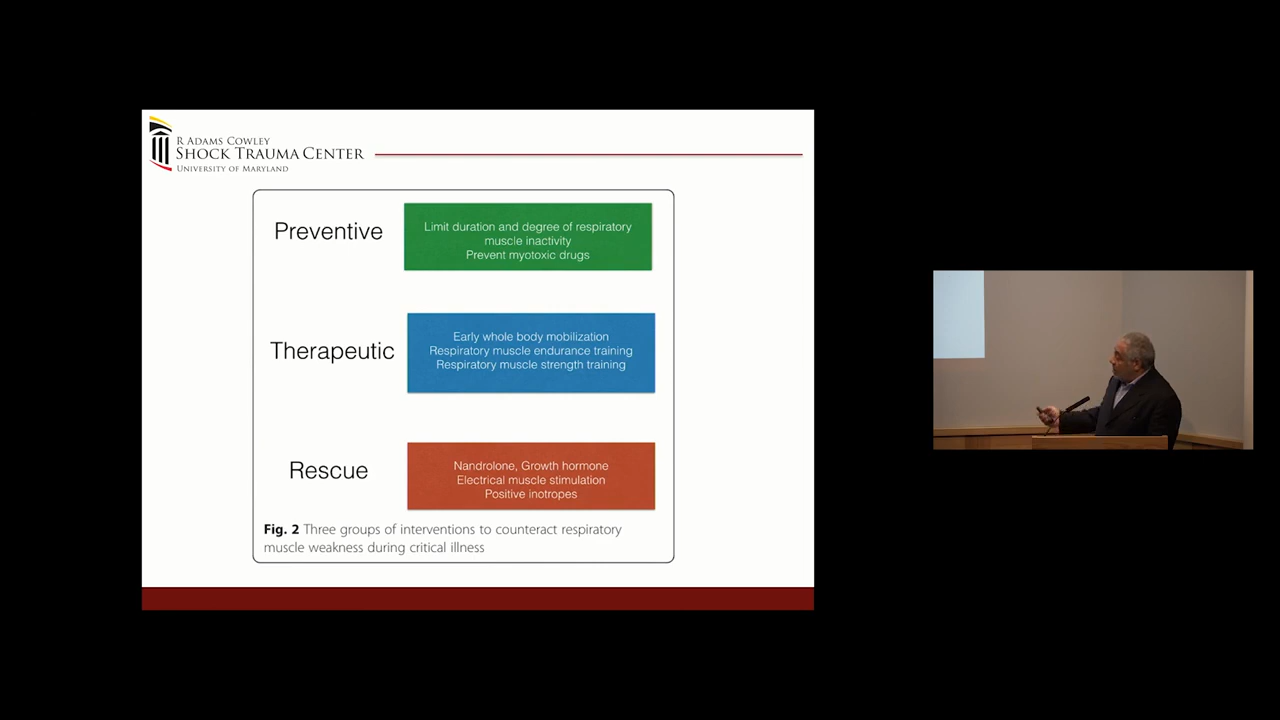 R ADAMS COWLEY
SHOCK TRAUMA CENTER
UNIVERSITY OF MARYLAND
Preventive
Limit duration and degree of respiratory
muscle inactivity
Prevent myotoxic drugs
Therapeutic
Early whole body mobilization
Respiratory muscle endurance training
Respiratory muscle strength training
Rescue
Nandrolone, Growth hormone
Electrical muscle stimulation
Positive inotropes
Fig. 2 Three groups of interventions to counteract respiratory
muscle weakness during critical illness